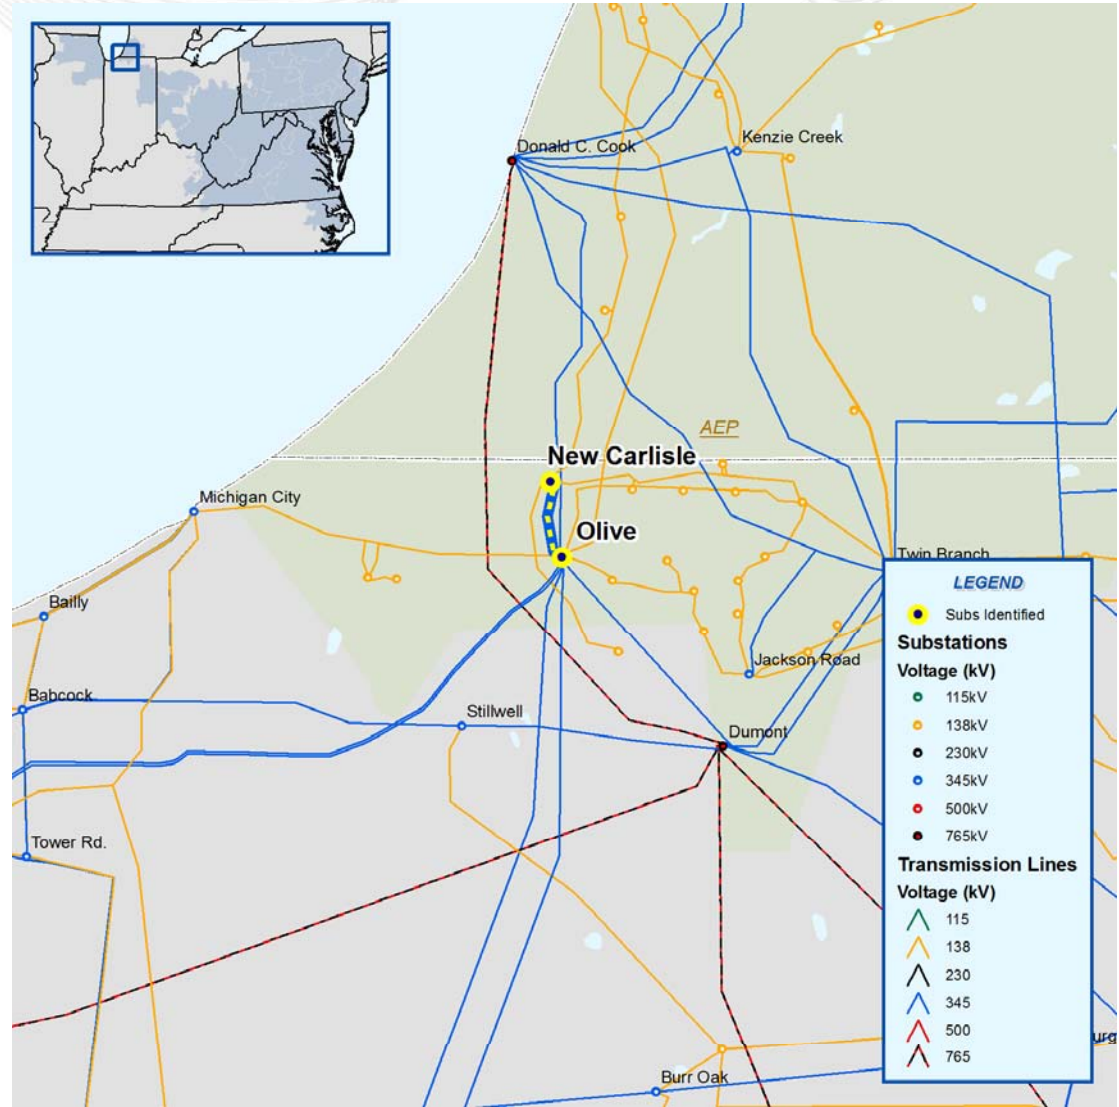 Donald C. Cook
Kenzie Creek
AEP
New Carlisle
Michigan City
Olive
Twin Branch
Bailly
Jackson Road
Babcock
Stillwell
Dumont
Tower Rd.
Burr Oak
LEGEND
Subs Identified
Substations
Voltage (kV)
115kV
138kV
230kV
345kV
500kV
765kV
Transmission Lines
Voltage (kV)
115
138
230
345
500
765